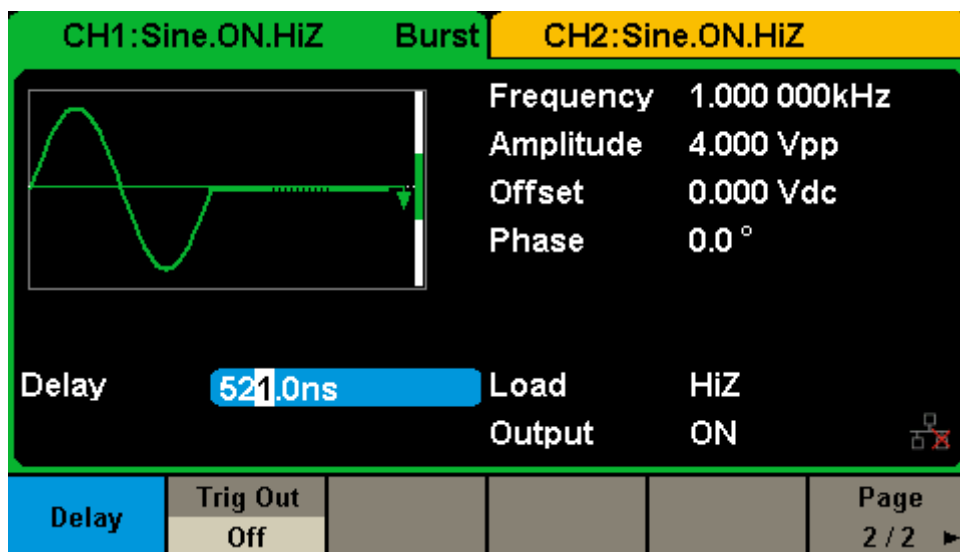 CH1:Sine.ON.HiZ Burst CH2:Sine.ON.HiZ
Frequency 1.000 000kHz
Amplitude 4.000 Vpp
Offset 0.000 Vdc
Phase 0.0 °
Delay 521.0ns Load HiZ
Output ON
Delay Trig Out Off Page 2 / 2 ►